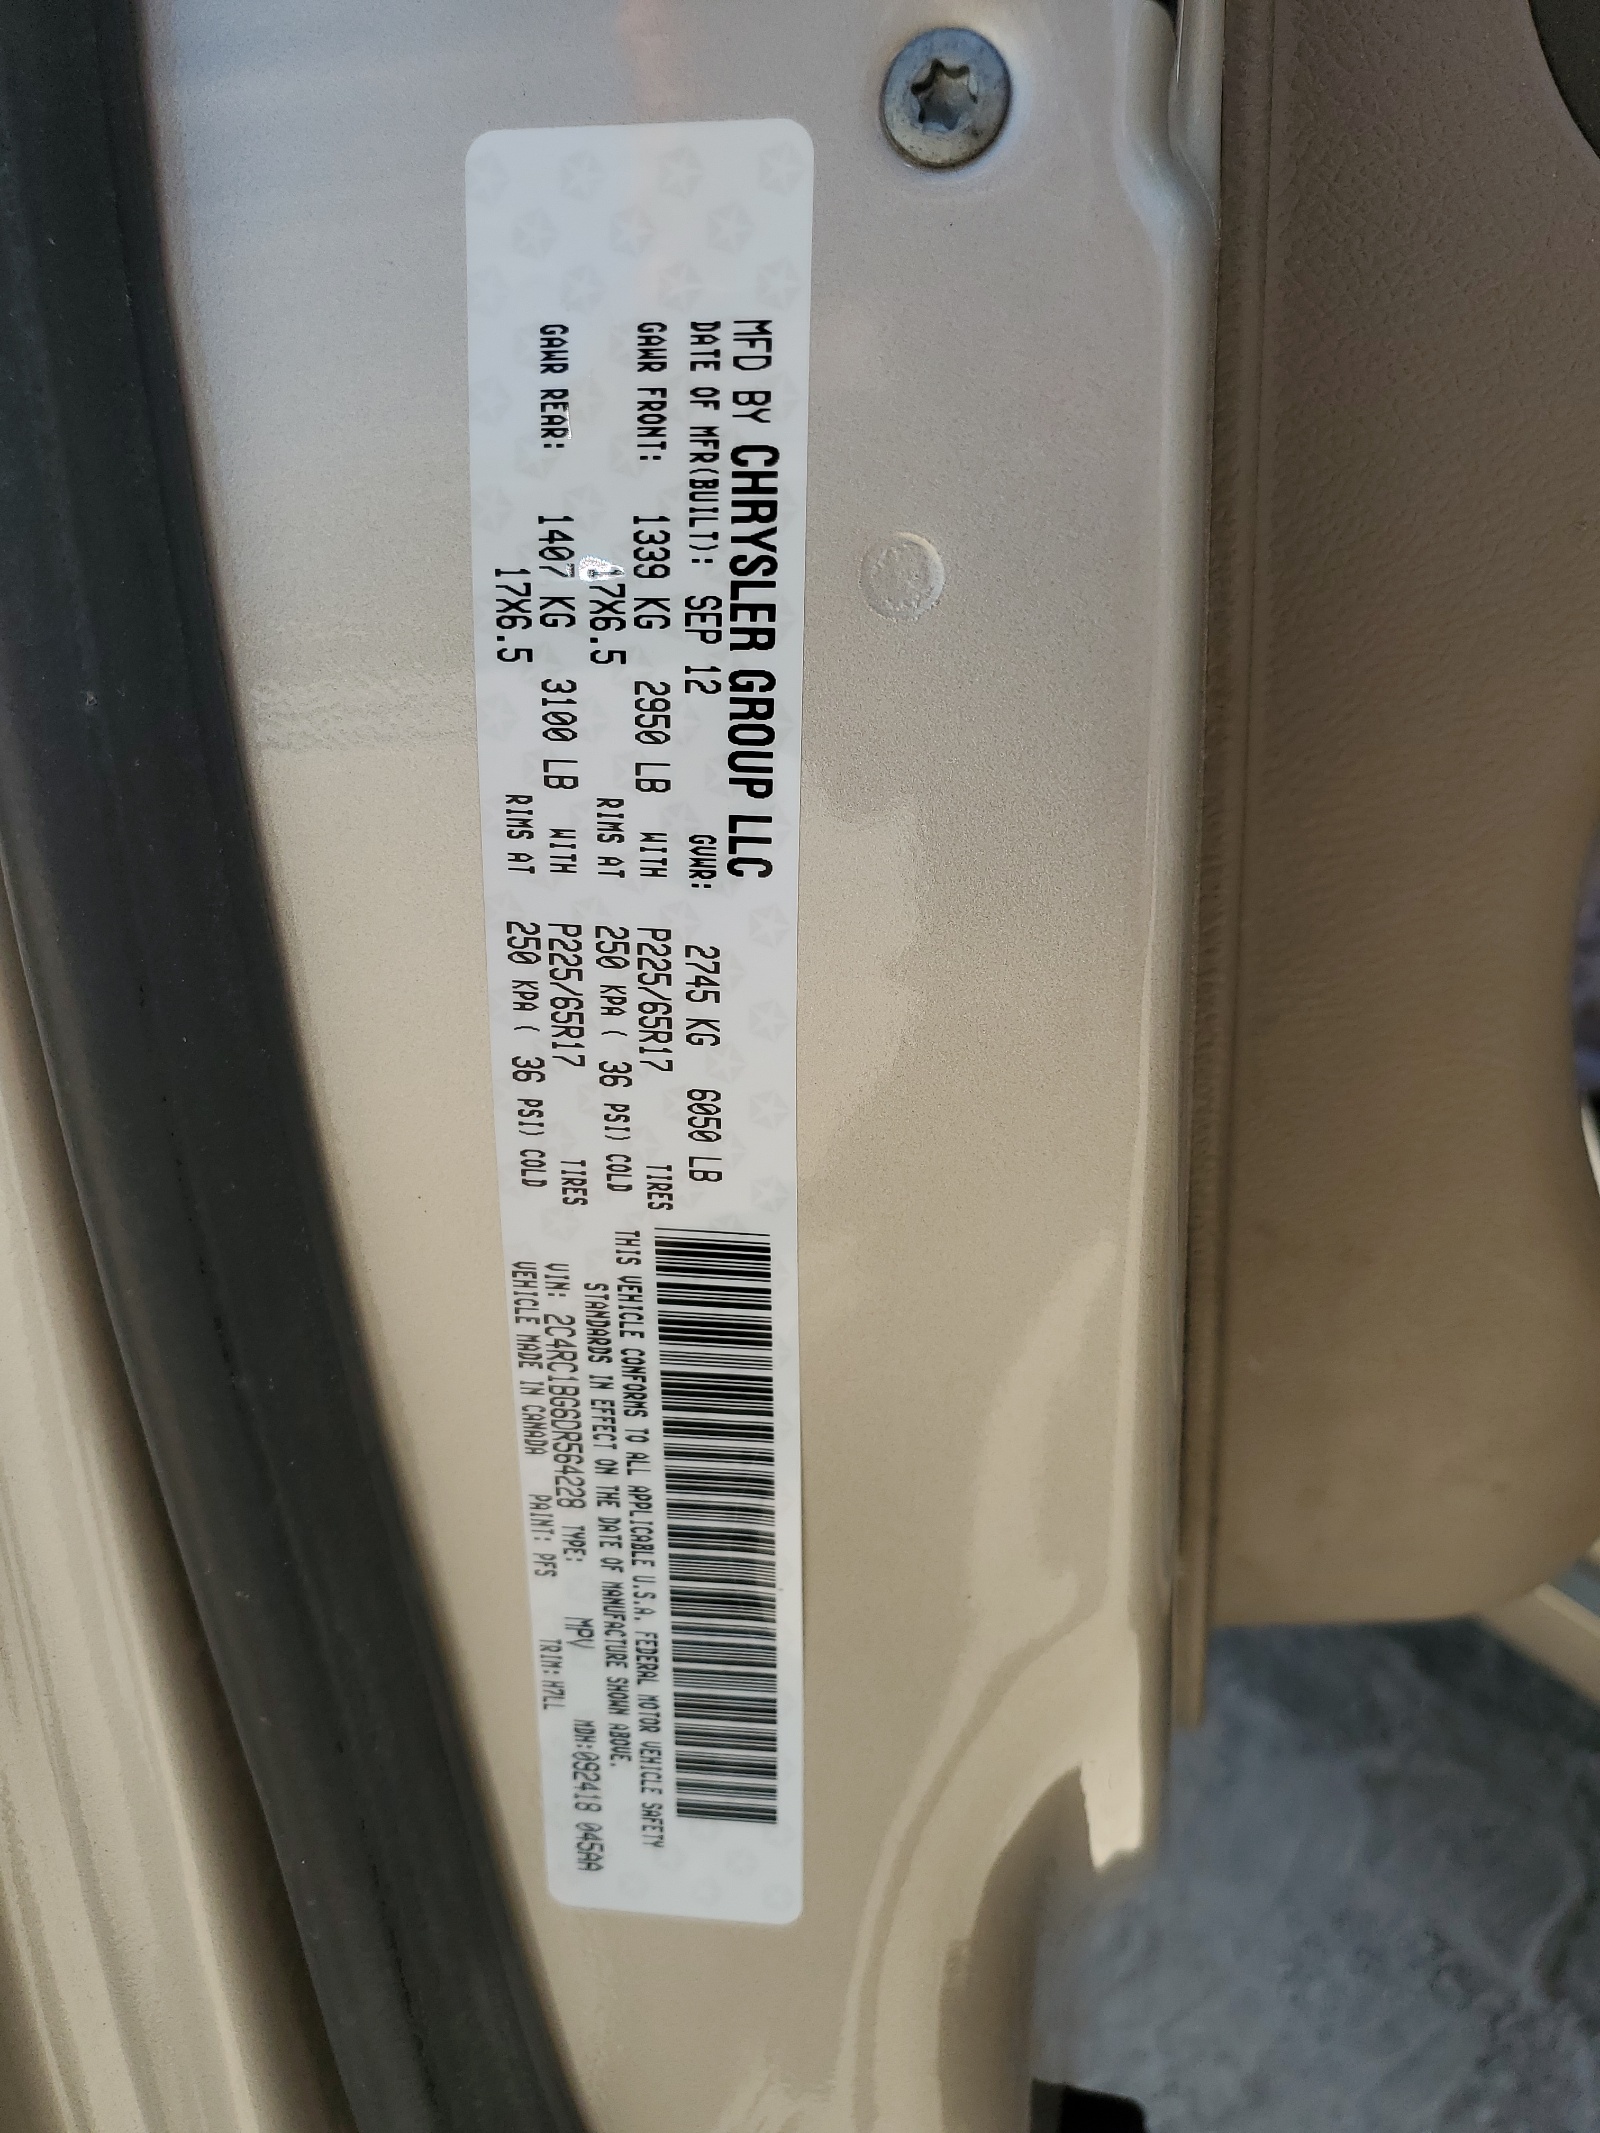 MFD BY CHRYSLER GROUP LLC
DATE OF MFR(BUILT): SEP 12 GVWR: 2745 KG 6050 LB
GAWR FRONT: 1339 KG 2950 LB WITH P225/65R17 TIRES
17X6.5 RIMS AT 250 KPA ( 36 PSI) COLD
GAWR REAR: 1407 KG 3100 LB WITH P225/65R17 TIRES
17X6.5 RIMS AT 250 KPA ( 36 PSI) COLD
THIS VEHICLE CONFORMS TO ALL APPLICABLE U.S.A. FEDERAL MOTOR VEHICLE SAFETY
STANDARDS IN EFFECT ON THE DATE OF MANUFACTURE SHOWN ABOVE.
VIN: 2C4RC1BG6DR564228 TYPE: MPV MDH:092418 045AA
VEHICLE MADE IN CANADA PAINT: PFS TRIM: H7LL